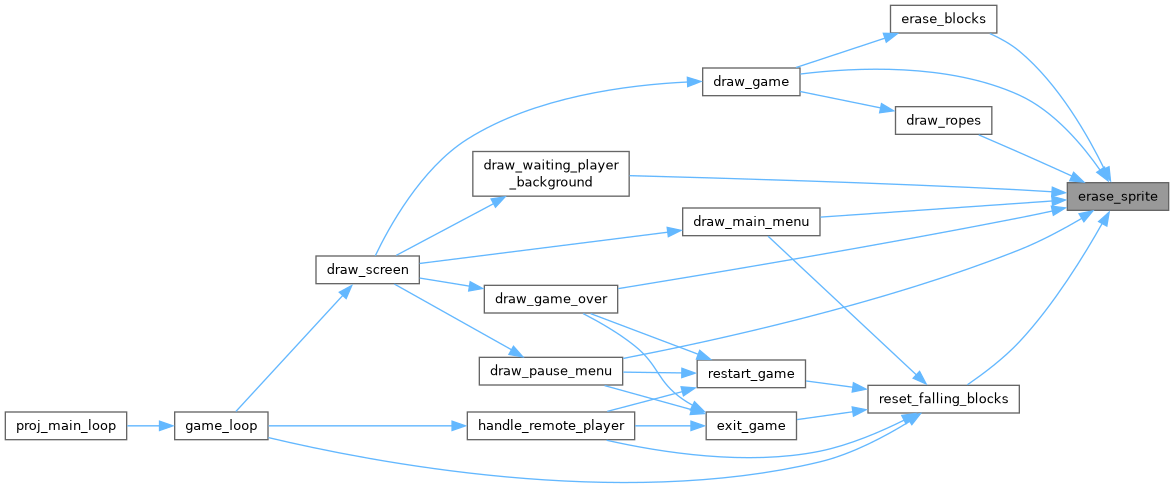 erase_blocks
draw_game
draw_ropes
draw_waiting_player
_background
erase_sprite
draw_main_menu
draw_screen
draw_game_over
draw_pause_menu
restart_game
reset_falling_blocks
proj_main_loop
game_loop
handle_remote_player
exit_game